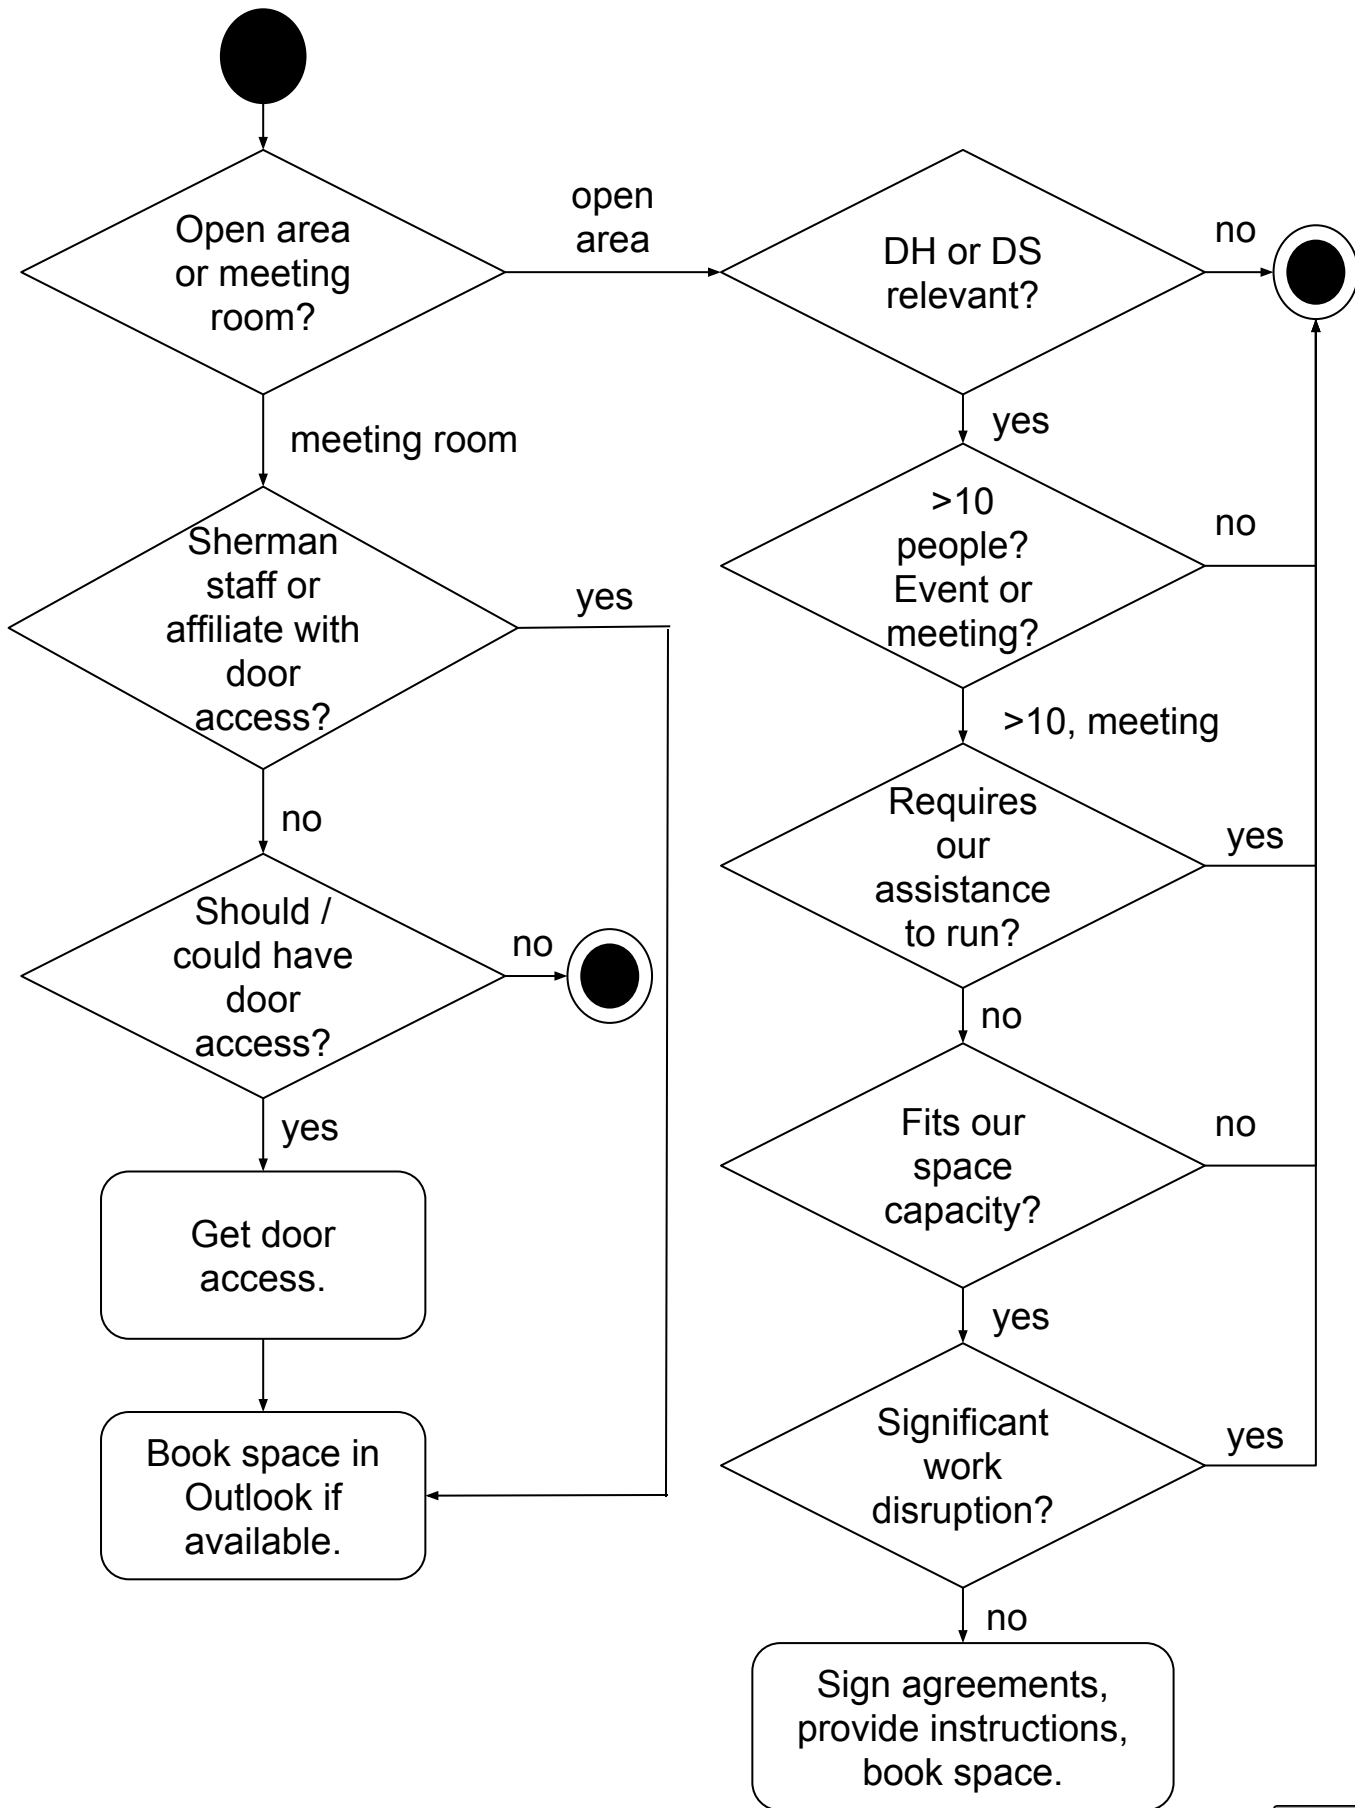 Open area
or meeting
room?
open
area
DH or DS
relevant?
no
meeting room
yes
>10
people?
Event or
meeting?
no
Sherman
staff or
affiliate with
door
access?
yes
>10, meeting
no
Requires
our
assistance
to run?
yes
Should /
could have
door
access?
no
no
yes
Fits our
space
capacity?
no
Get door
access.
yes
Book space in
Outlook if
available.
Significant
work
disruption?
yes
no
Sign agreements,
provide instructions,
book space.